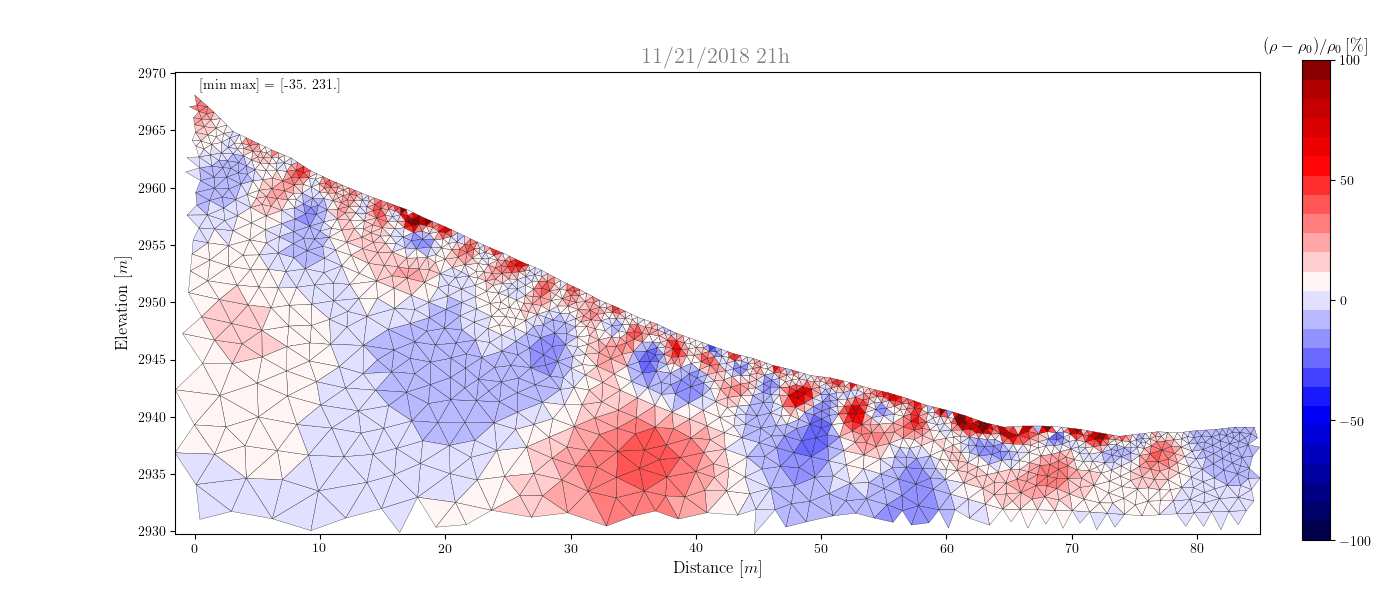 11/21/2018 21h
(ρ − ρ₀)/ρ₀ [%]
[min max] = [-35. 231.]
2970
2965
2960
2955
2950
2945
2940
2935
2930
Elevation [m]
0 10 20 30 40 50 60 70 80
Distance [m]
100
50
0
−50
−100